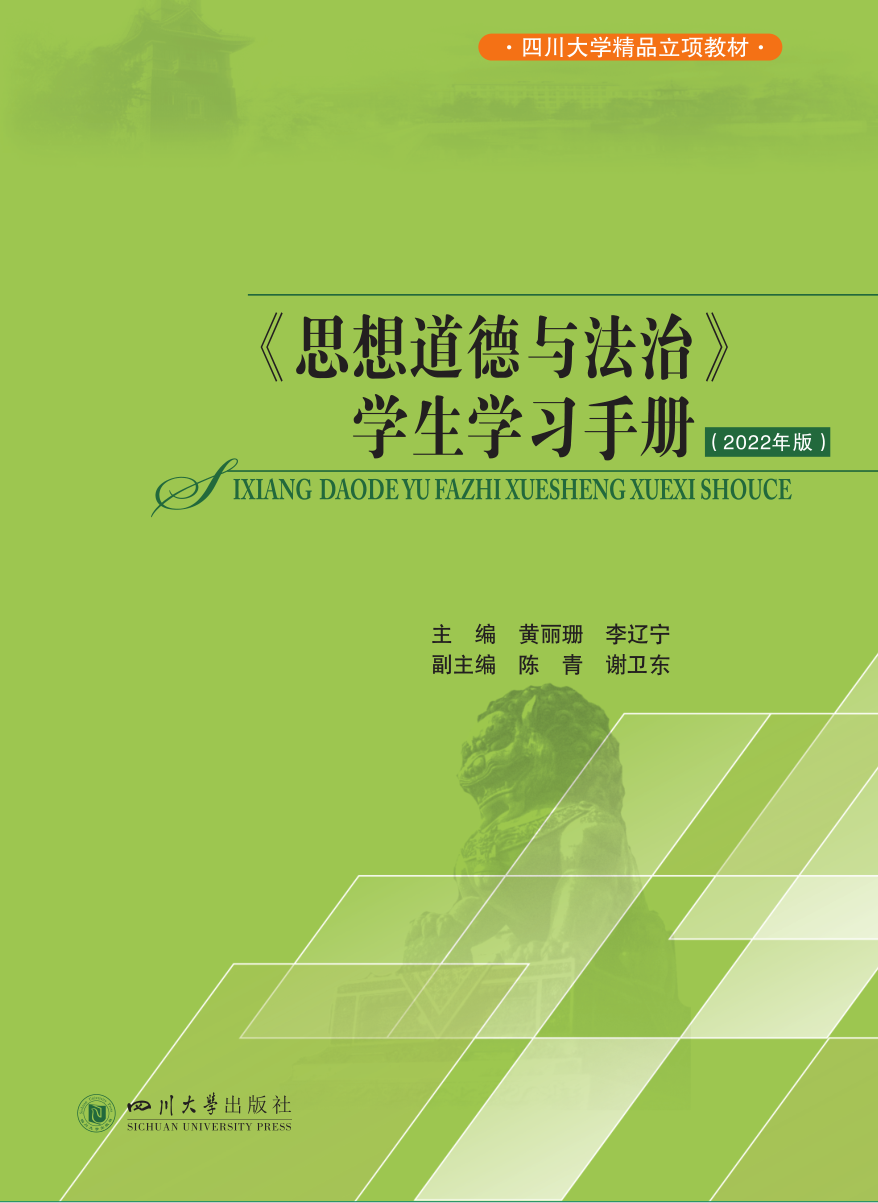 ·四川大学精品立项教材·
《思想道德与法治》
学生学习手册（2022年版）
SIXIANG DAODE YU FAZHI XUESHENG XUEXI SHOUCE
主　编　黄丽珊　李辽宁
副主编　陈　青　谢卫东
四川大学出版社
SICHUAN UNIVERSITY PRESS